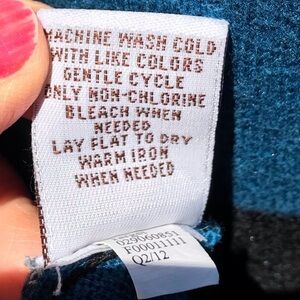 MACHINE WASH COLD
WITH LIKE COLORS
GENTLE CYCLE
ONLY NON-CHLORINE
BLEACH WHEN
NEEDED
LAY FLAT TO DRY
WARM IRON
WHEN NEEDED
029060851
F00011111
Q2/12